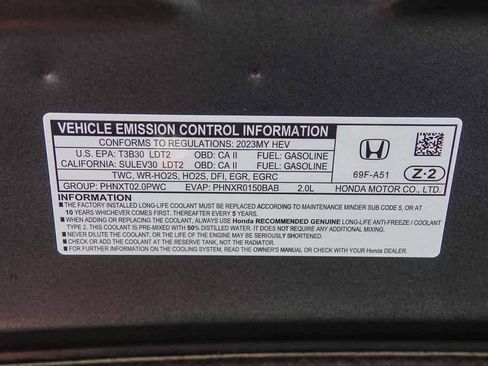 VEHICLE EMISSION CONTROL INFORMATION
CONFORMS TO REGULATIONS: 2023MY HEV
U.S. EPA: T3B30 LDT2 OBD: CA II FUEL: GASOLINE
CALIFORNIA: SULEV30 LDT2 OBD: CA II FUEL: GASOLINE
TWC, WR-HO2S, HO2S, DFI, EGR, EGRC
GROUP: PHNXT02.0PWC EVAP: PHNXR0150BAB 2.0L
HONDA
69F-A51
Z-2
HONDA MOTOR CO., LTD.
INFORMATION
■ THE FACTORY-INSTALLED LONG-LIFE COOLANT MUST BE REPLACED ACCORDING TO MAINTENANCE MINDER SUB CODE 5, OR AT
10 YEARS WHICHEVER COMES FIRST. THEREAFTER REPLACE IT EVERY 5 YEARS.
■ WHEN ADDING OR REPLACING COOLANT, ALWAYS USE Honda RECOMMENDED GENUINE LONG-LIFE ANTI-FREEZE / COOLANT
TYPE 2. THIS COOLANT IS PRE-MIXED WITH 50% DISTILLED WATER. IT DOES NOT REQUIRE ANY ADDITIONAL MIXING.
■ NEVER DILUTE THE COOLANT, OR THE LIFE OF THE ENGINE MAY BE SERIOUSLY REDUCED.
■ CHECK OR ADD THE COOLANT AT THE RESERVE TANK, NOT THE RADIATOR.
■ FOR FURTHER INFORMATION ON THE COOLING SYSTEM, READ THE OWNER'S MANUAL OR CHECK WITH ANY Honda DEALER.